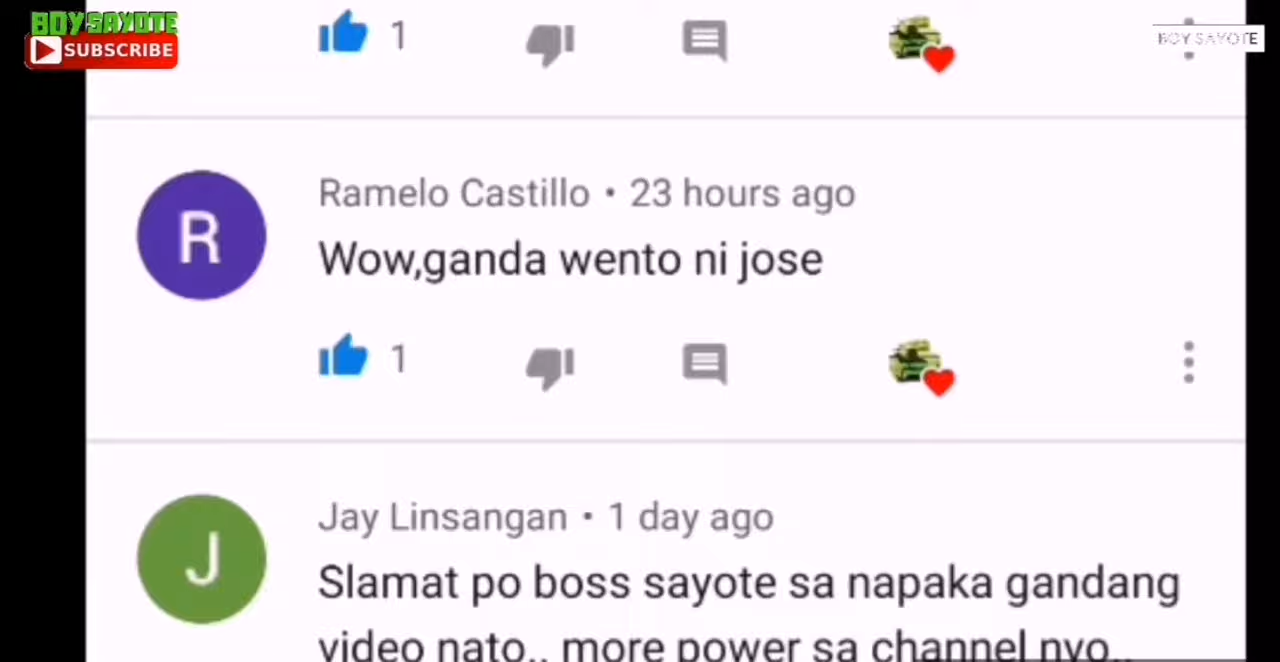 BOY SAYOTE
SUBSCRIBE
BOY SAYOTE
1
Ramelo Castillo • 23 hours ago
R
Wow,ganda wento ni jose
1
Jay Linsangan • 1 day ago
J
Slamat po boss sayote sa napaka gandang
video nato.. more power sa channel nyo..